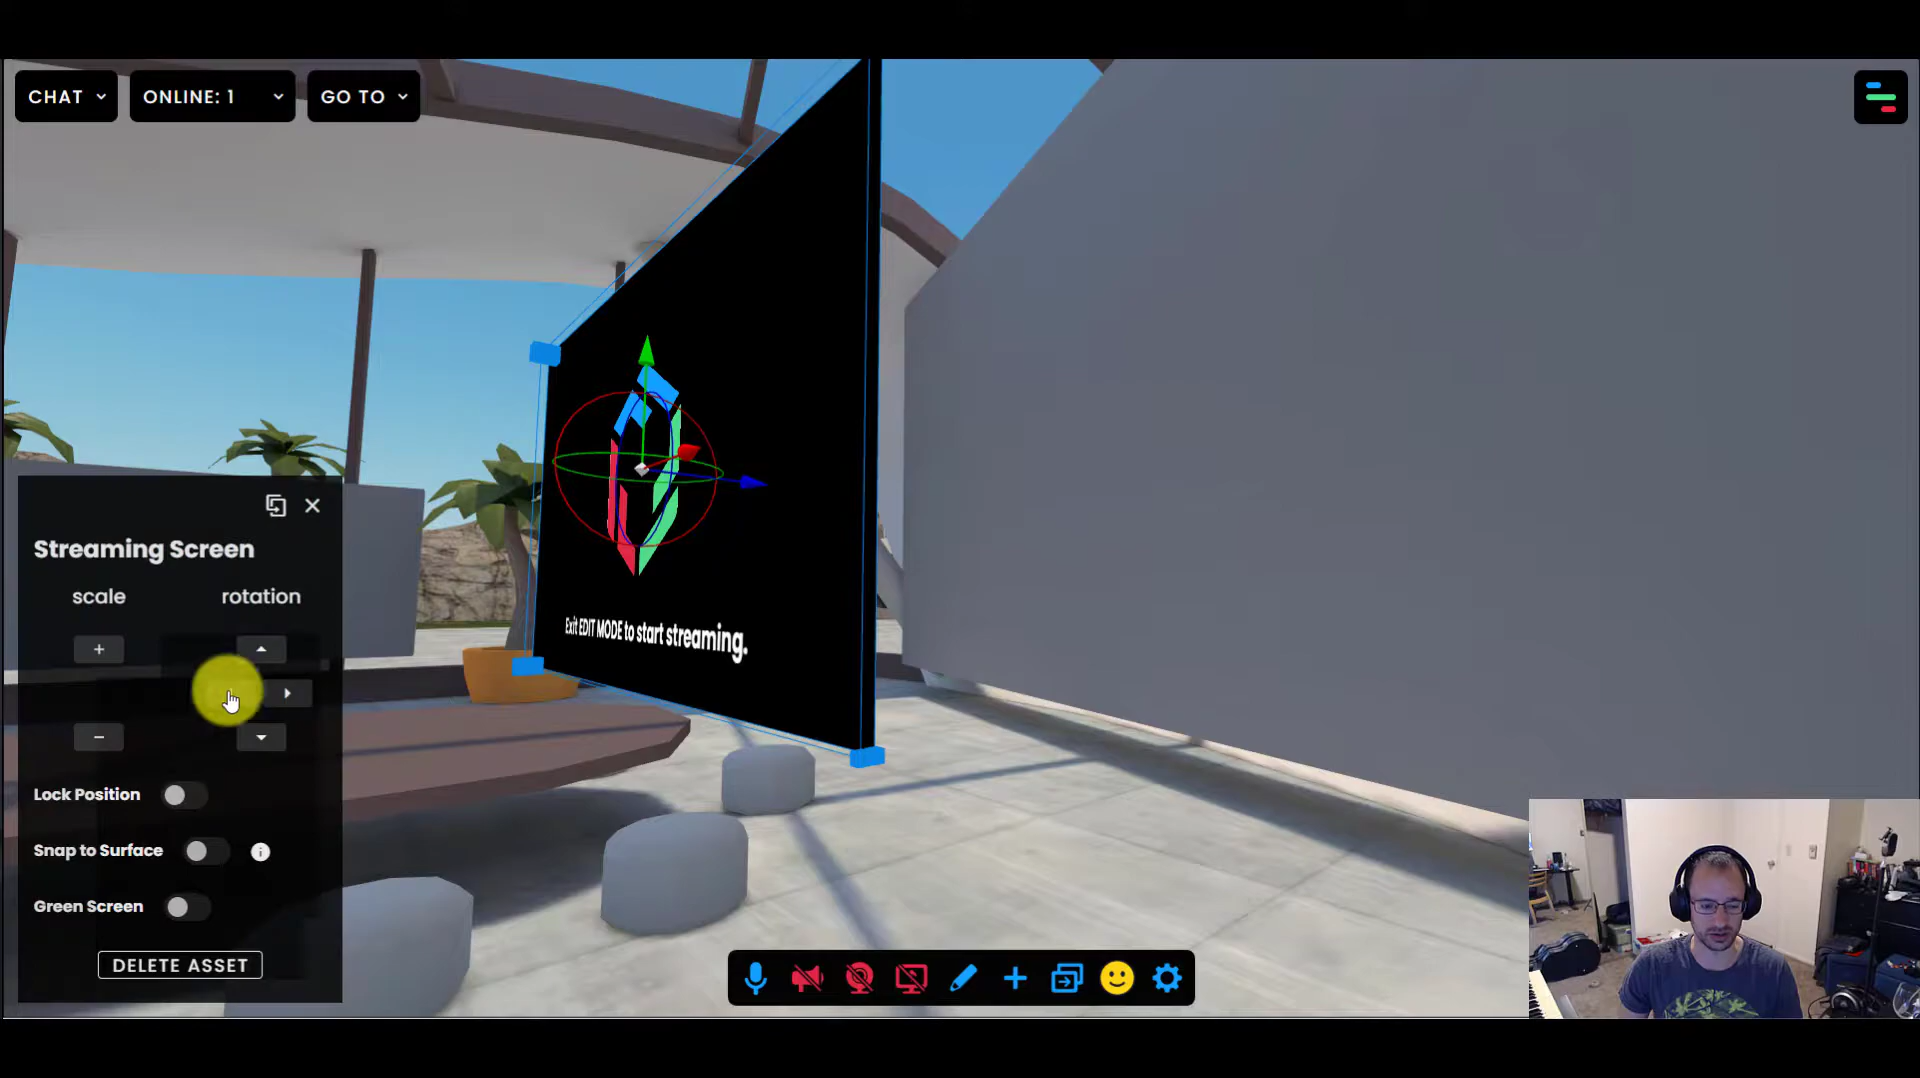 CHAT
ONLINE: 1
GO TO
Streaming Screen
scale
rotation
+
−
Lock Position
Snap to Surface
i
Green Screen
DELETE ASSET
Exit EDIT MODE to start streaming.